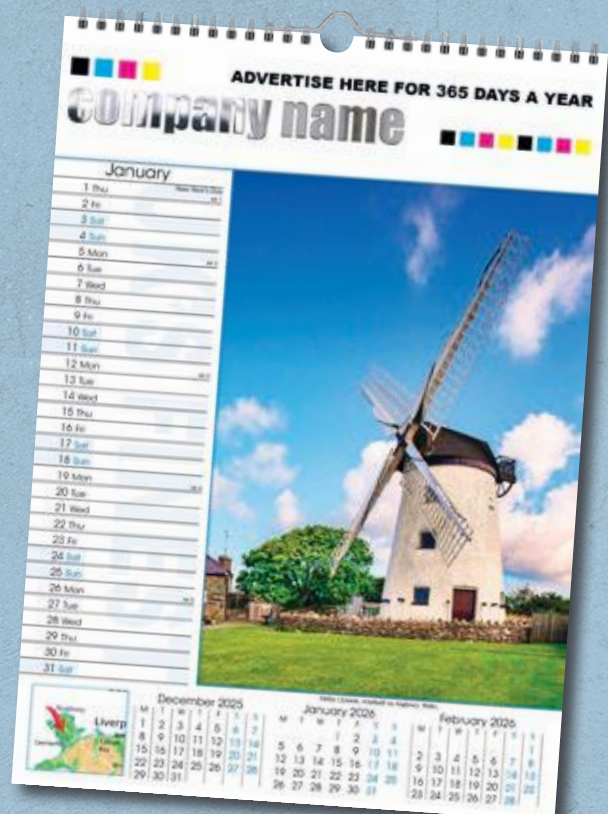 ADVERTISE HERE FOR 365 DAYS A YEAR
company name
January
1 Thu
New Year's Day
2 Fri
3 Sat
4 Sun
5 Mon
6 Tue
7 Wed
8 Thu
9 Fri
10 Sat
11 Sun
12 Mon
13 Tue
14 Wed
15 Thu
16 Fri
17 Sat
18 Sun
19 Mon
20 Tue
21 Wed
22 Thu
23 Fri
24 Sat
25 Sun
26 Mon
27 Tue
28 Wed
29 Thu
30 Fri
31 Sat
Liverp
December 2025
M T W T F S S
1 2 3 4 5 6 7
8 9 10 11 12 13 14
15 16 17 18 19 20 21
22 23 24 25 26 27 28
29 30 31
January 2026
M T W T F S S
1 2 3 4
5 6 7 8 9 10 11
12 13 14 15 16 17 18
19 20 21 22 23 24 25
26 27 28 29 30 31
February 2026
M T W T F S S
1
2 3 4 5 6 7 8
9 10 11 12 13 14 15
16 17 18 19 20 21 22
23 24 25 26 27 28